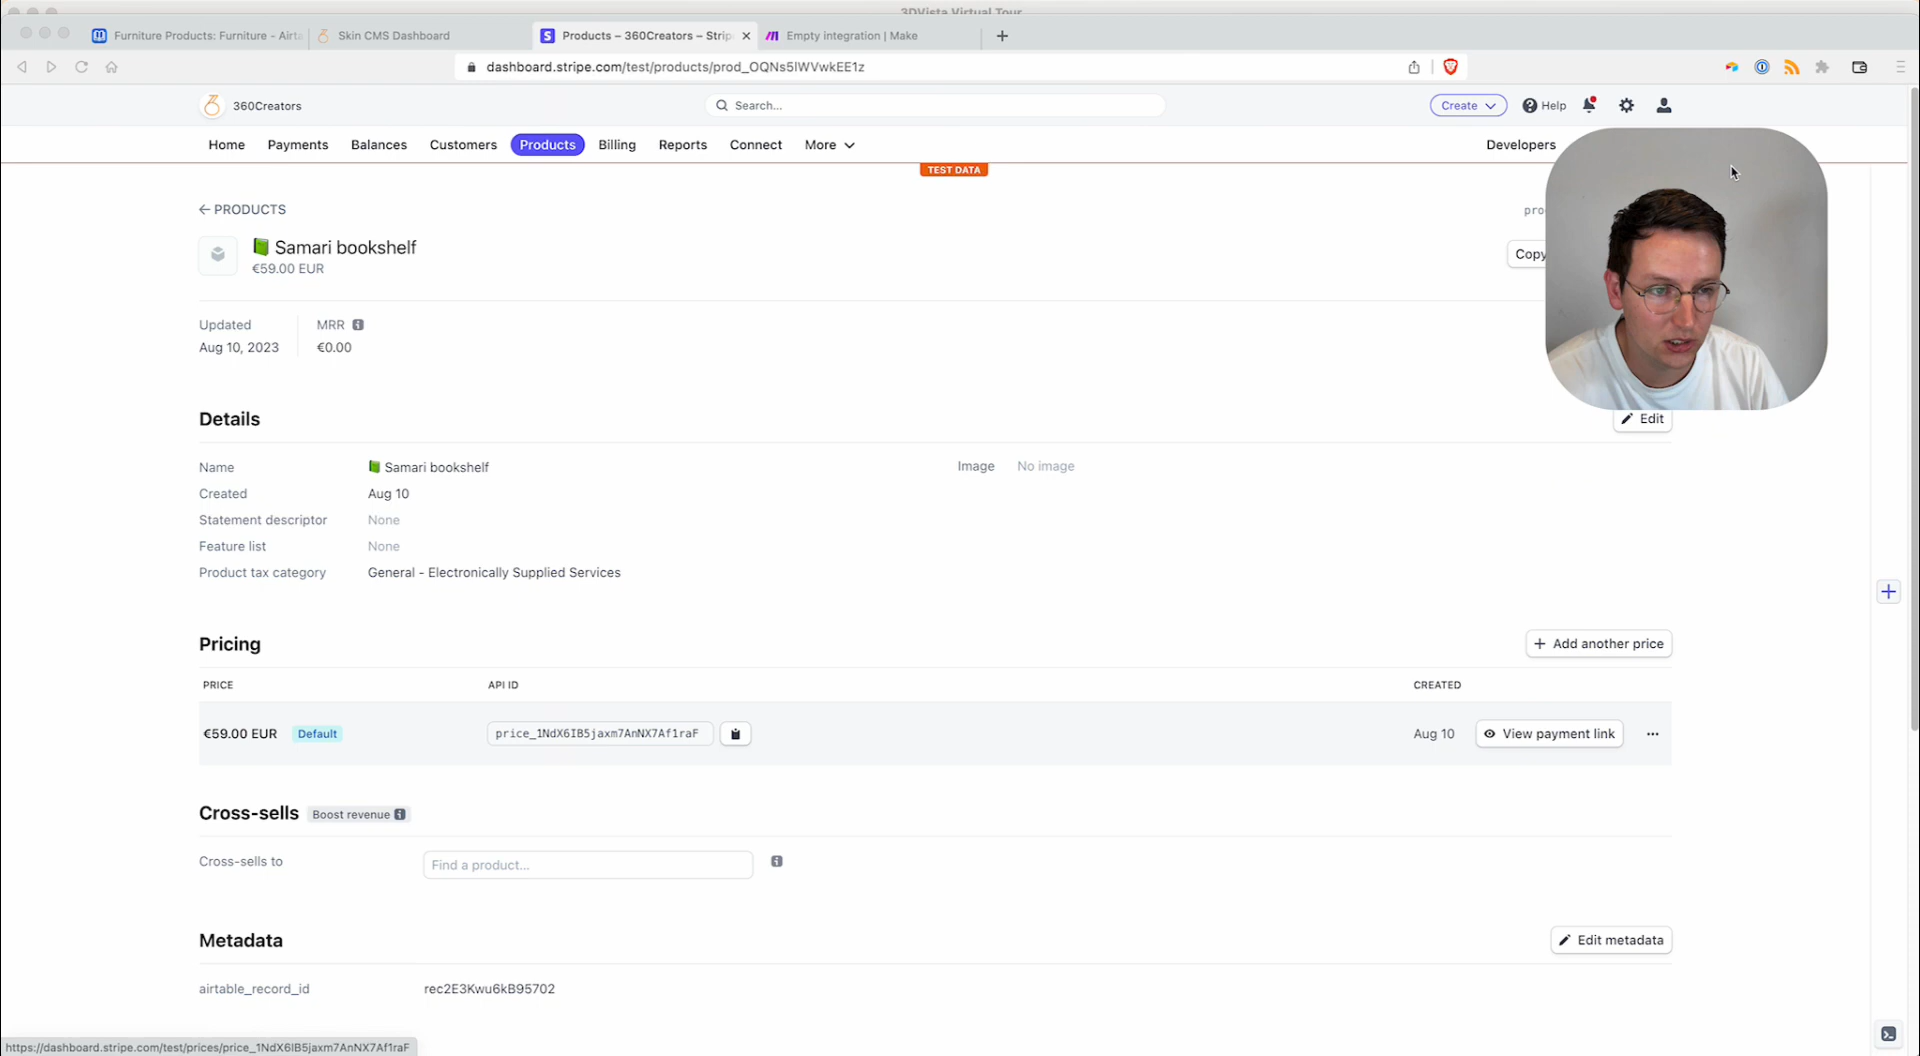 3DVista Virtual Tour
Furniture Products: Furniture - Airta
Skin CMS Dashboard
Products – 360Creators – Strip
Empty integration | Make
dashboard.stripe.com/test/products/prod_OQNs5lWVwkEE1z
360Creators
Search...
Create
Help
Home
Payments
Balances
Customers
Products
Billing
Reports
Connect
More
Developers
TEST DATA
PRODUCTS
Samari bookshelf
€59.00 EUR
Copy
Updated
Aug 10, 2023
MRR
€0.00
Details
Edit
Name
Samari bookshelf
Image
No image
Created
Aug 10
Statement descriptor
None
Feature list
None
Product tax category
General - Electronically Supplied Services
Pricing
Add another price
PRICE
API ID
CREATED
€59.00 EUR
Default
price_1NdX6IB5jaxm7AnNX7Af1raF
Aug 10
View payment link
Cross-sells
Boost revenue
Cross-sells to
Find a product...
Metadata
Edit metadata
airtable_record_id
rec2E3Kwu6kB95702
https://dashboard.stripe.com/test/prices/price_1NdX6IB5jaxm7AnNX7Af1raF